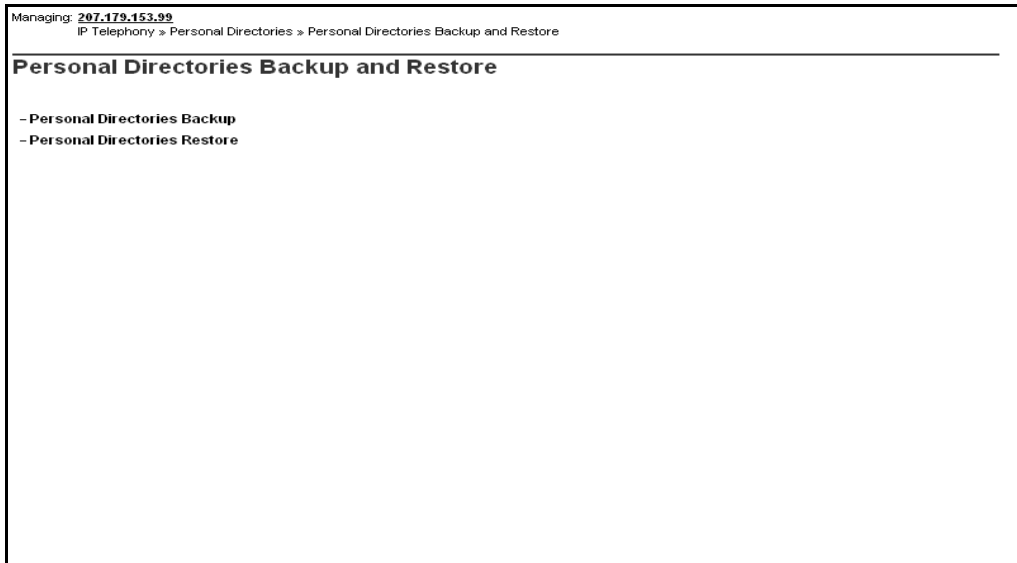 Managing: 207.179.153.99
IP Telephony » Personal Directories » Personal Directories Backup and Restore
Personal Directories Backup and Restore
– Personal Directories Backup
– Personal Directories Restore